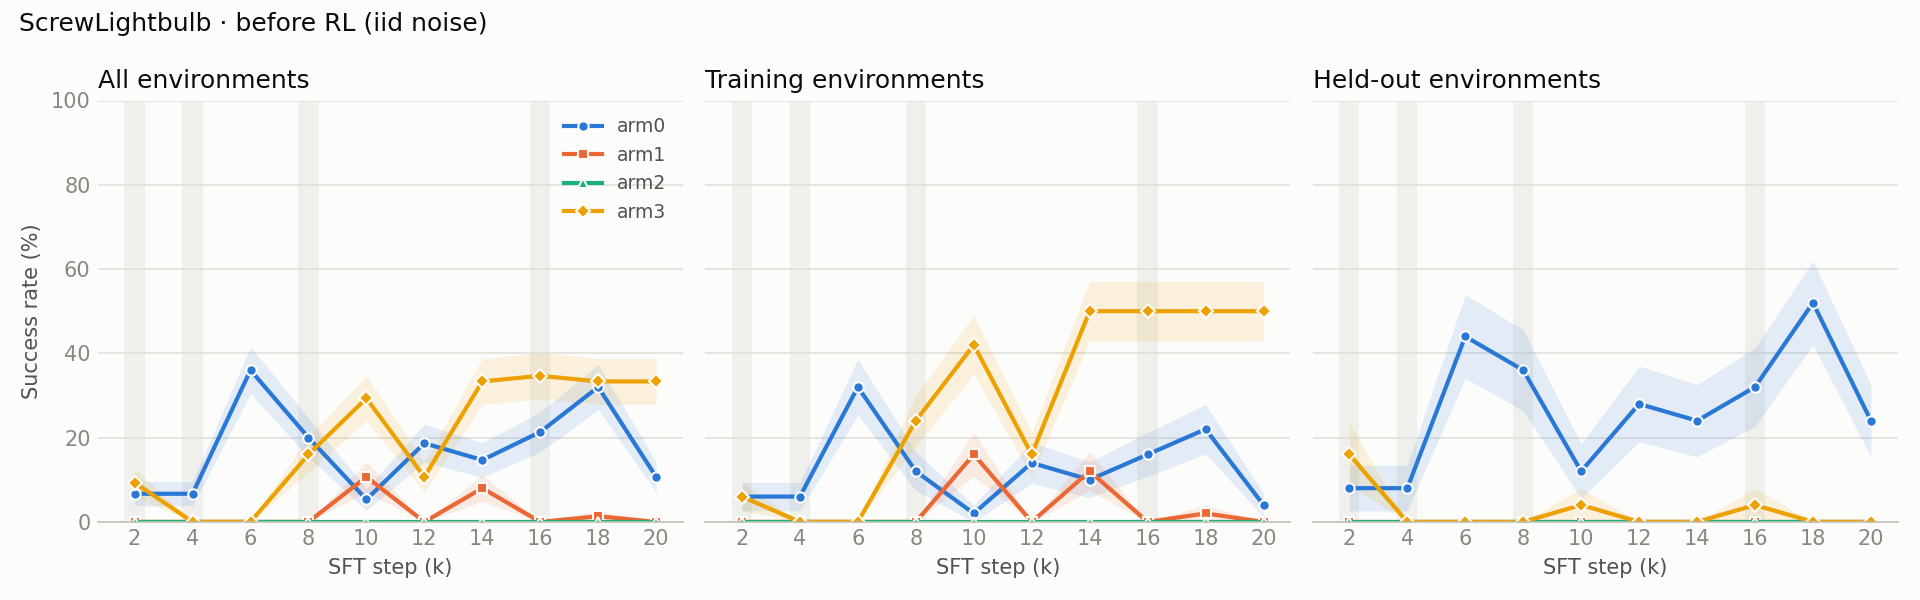 ScrewLightbulb · before RL (iid noise)
All environments
Training environments
Held-out environments
Success rate (%)
100
80
60
40
20
0
arm0
arm1
arm2
arm3
2 4 6 8 10 12 14 16 18 20
2 4 6 8 10 12 14 16 18 20
2 4 6 8 10 12 14 16 18 20
SFT step (k)
SFT step (k)
SFT step (k)